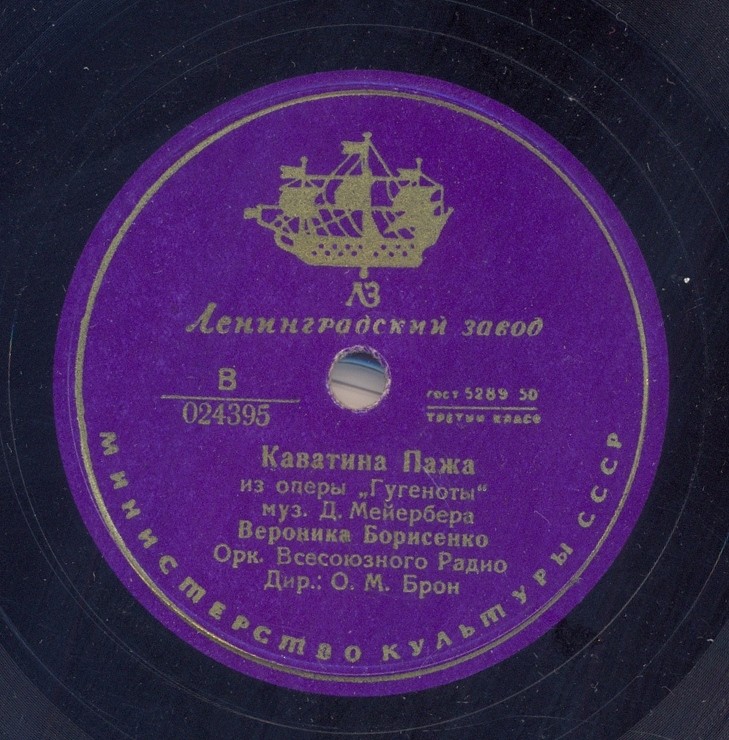 ЛЗ
Ленинградский завод
В
024395
ГОСТ 5289 50
ТРЕТИЙ КЛАСС
Каватина Пажа
из оперы „Гугеноты“
муз. Д. Мейербера
Вероника Борисенко
Орк. Всесоюзного Радио
Дир.: О. М. Брон
МИНИСТЕРСТВО КУЛЬТУРЫ СССР